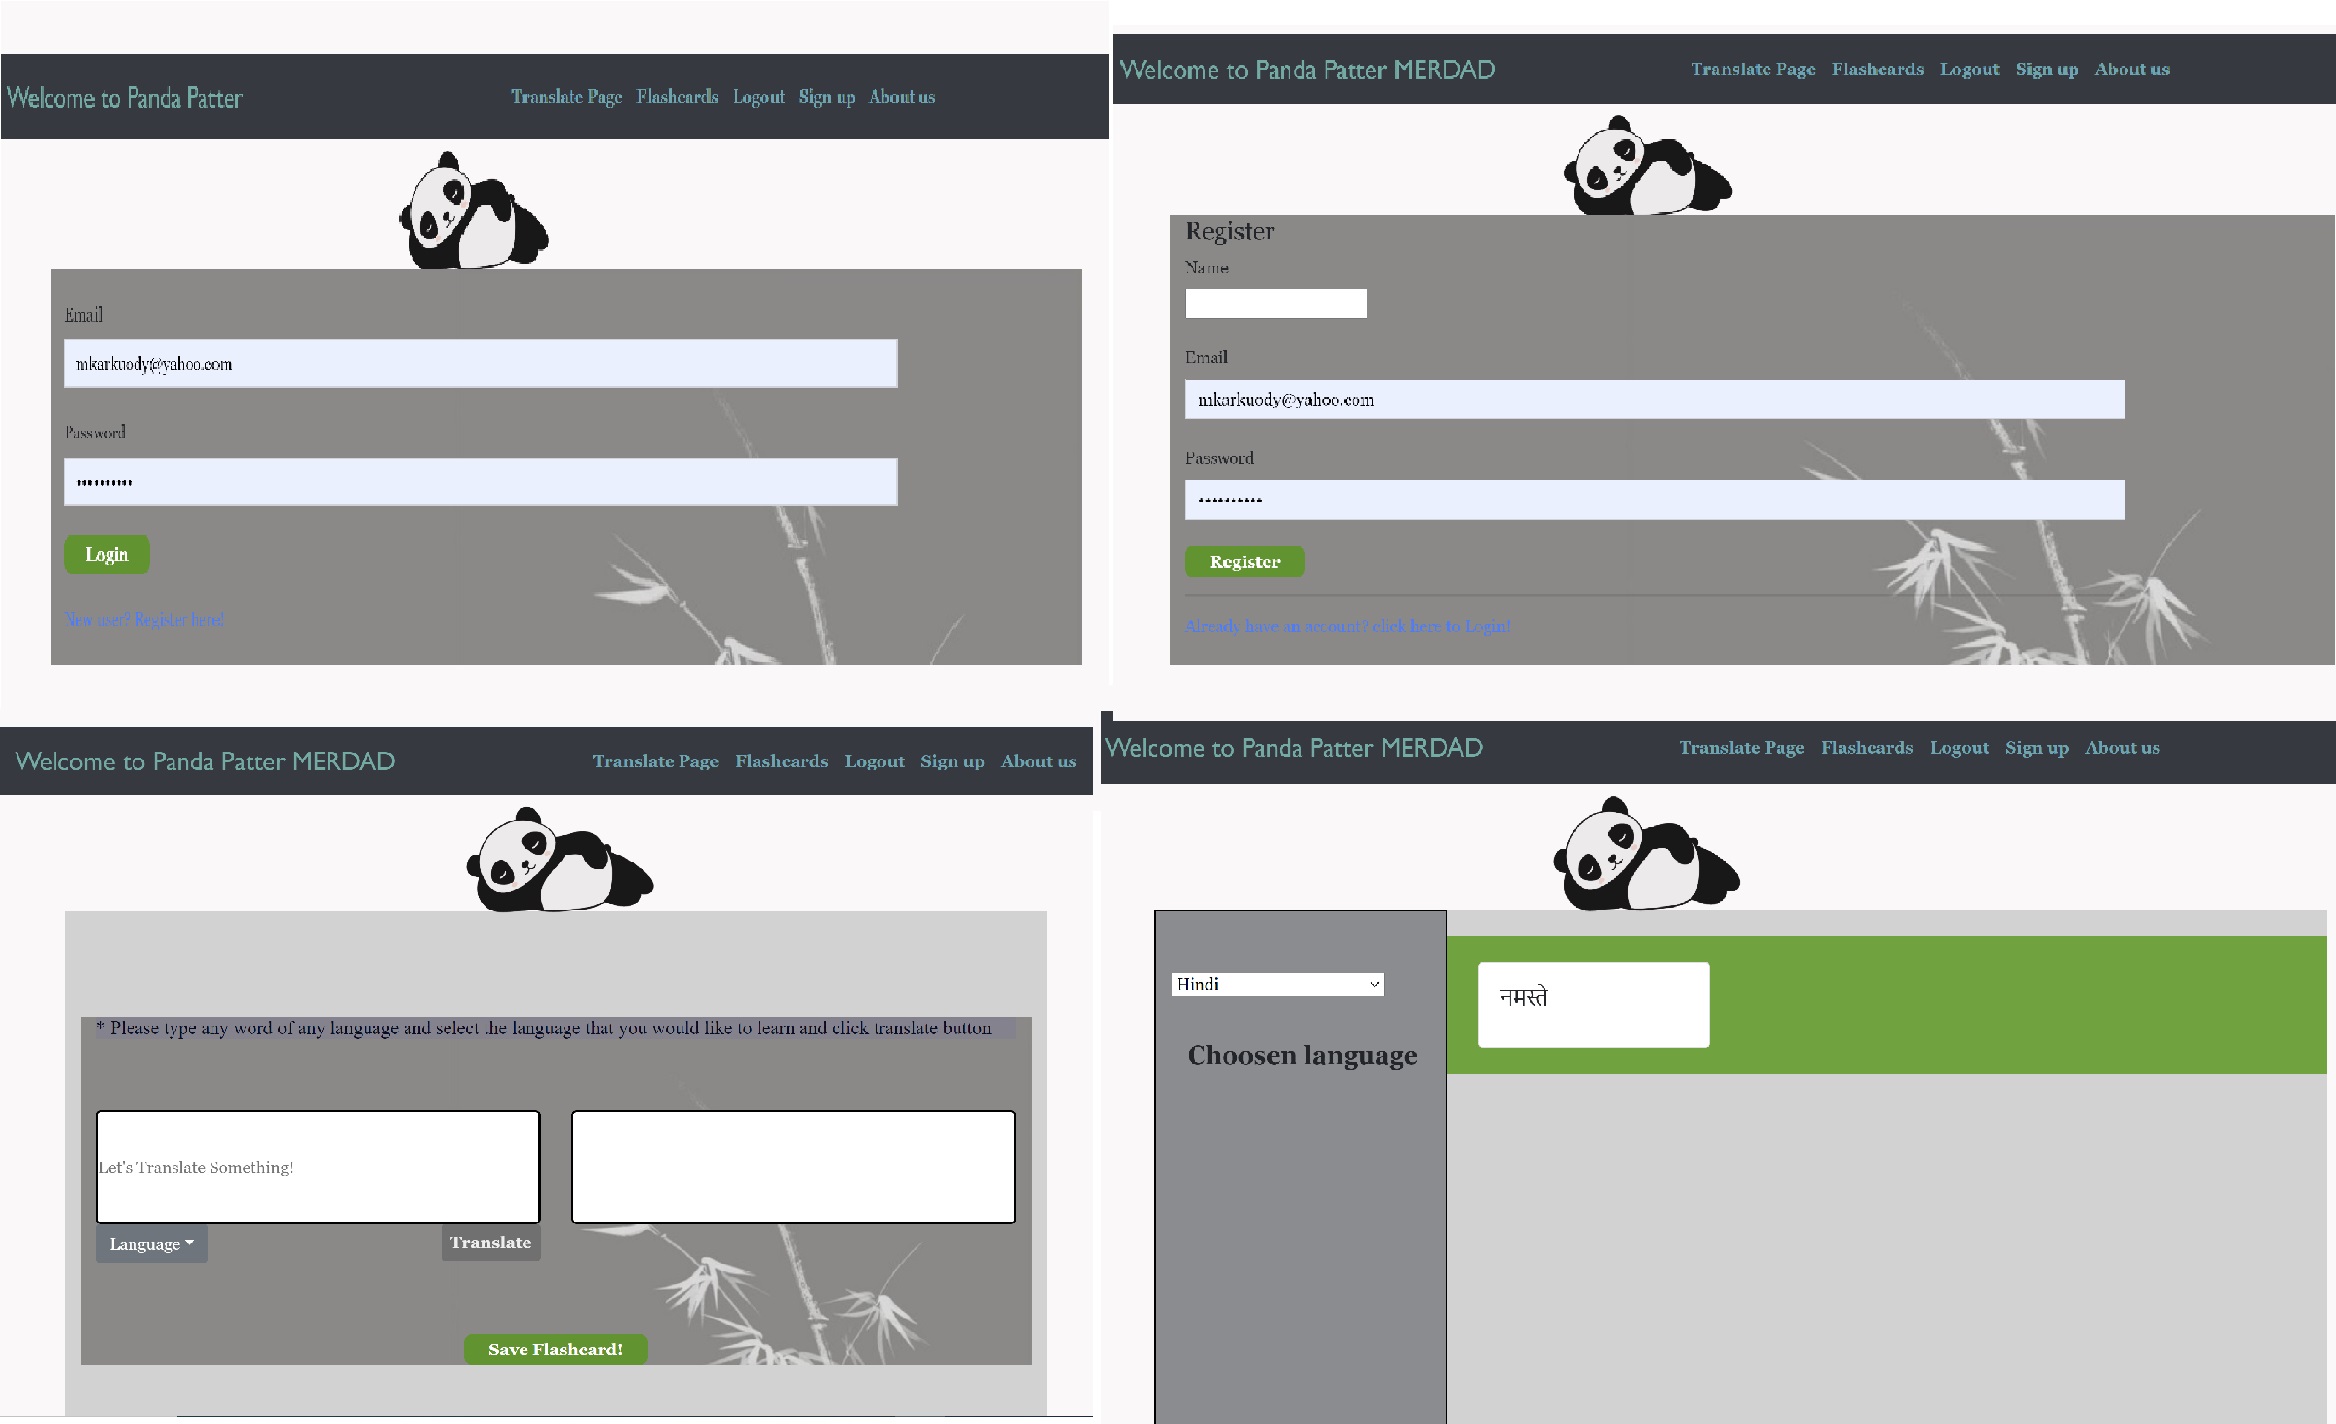 Welcome to Panda Patter
Translate Page Flashcards Logout Sign up About us
Email
mkarkuody@yahoo.com
Password
••••••••••
Login
New user? Register here!
Welcome to Panda Patter MERDAD
Translate Page Flashcards Logout Sign up About us
Register
Name
Email
mkarkuody@yahoo.com
Password
••••••••••
Register
Already have an account? click here to Login!
Welcome to Panda Patter MERDAD
Translate Page Flashcards Logout Sign up About us
* Please type any word of any language and select the language that you would like to learn and click translate button
Let's Translate Something!
Language
Translate
Save Flashcard!
Welcome to Panda Patter MERDAD
Translate Page Flashcards Logout Sign up About us
Hindi
Choosen language
नमस्ते